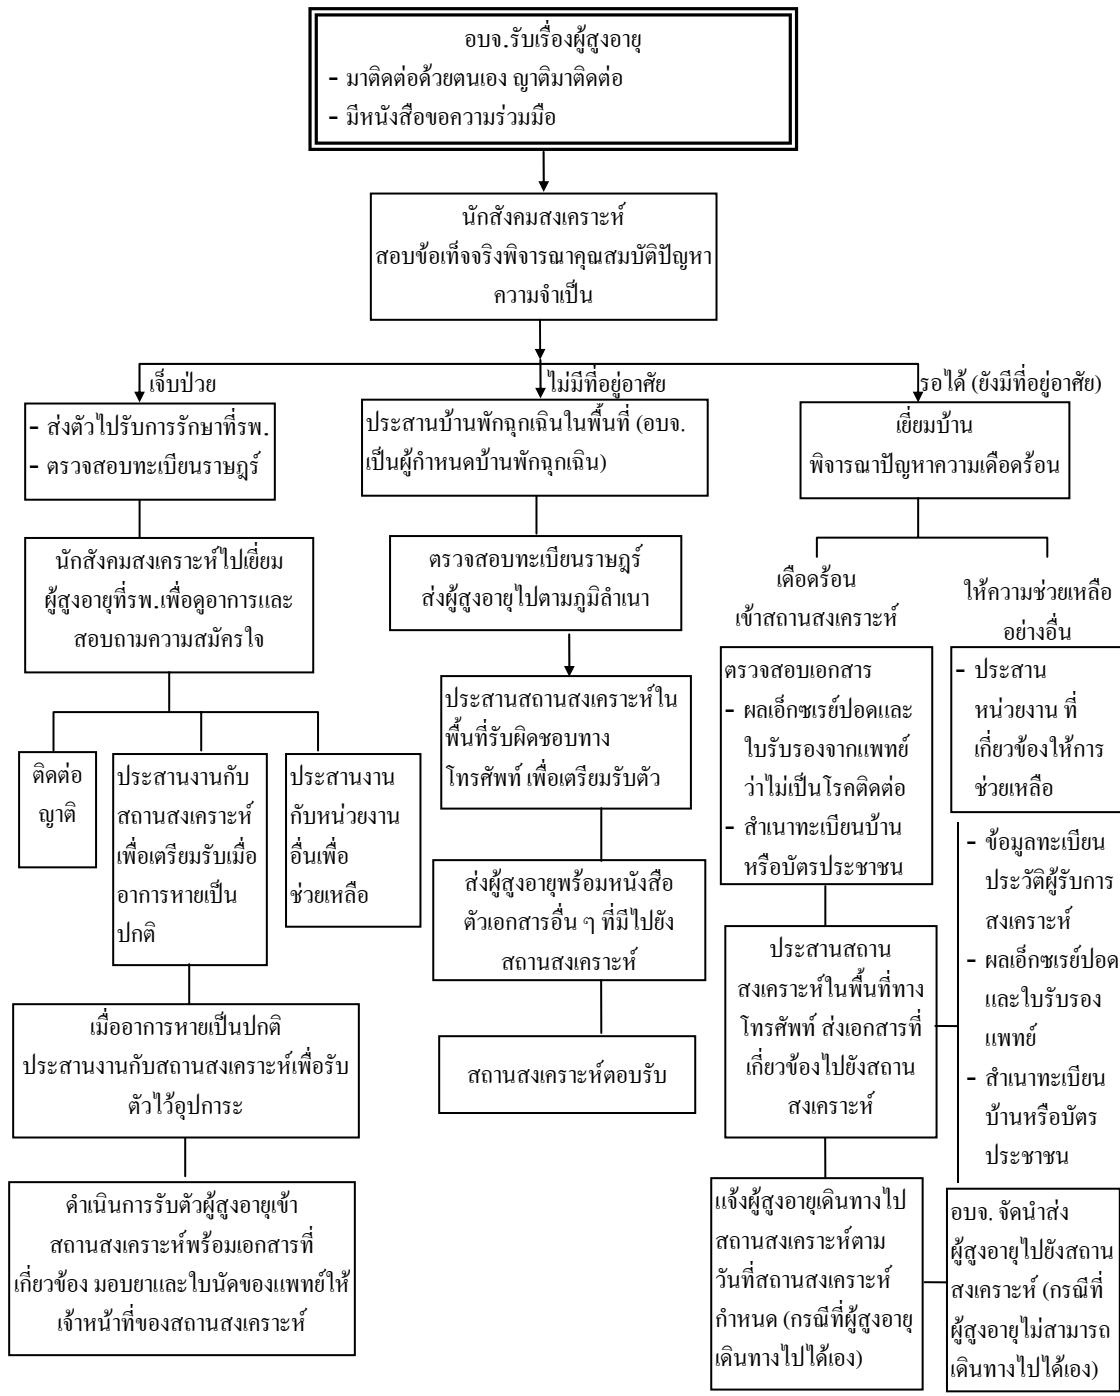 อบจ.รับเรื่องผู้สูงอายุ
- มาติดต่อด้วยตนเอง ญาติมาติดต่อ
- มีหนังสือขอความร่วมมือ
นักสังคมสงเคราะห์
สอบข้อเท็จจริงพิจารณาคุณสมบัติปัญหา
ความจำเป็น
เจ็บป่วย
- ส่งตัวไปรับการรักษาที่รพ.
- ตรวจสอบทะเบียนราษฎร์
นักสังคมสงเคราะห์ไปเยี่ยม
ผู้สูงอายุที่รพ.เพื่อดูอาการและ
สอบถามความสมัครใจ
ติดต่อ
ญาติ
ประสานงานกับ
สถานสงเคราะห์
เพื่อเตรียมรับเมื่อ
อาการหายเป็น
ปกติ
ประสานงาน
กับหน่วยงาน
อื่นเพื่อ
ช่วยเหลือ
เมื่ออาการหายเป็นปกติ
ประสานงานกับสถานสงเคราะห์เพื่อรับ
ตัวไว้อุปการะ
ดำเนินการรับตัวผู้สูงอายุเข้า
สถานสงเคราะห์พร้อมเอกสารที่
เกี่ยวข้อง มอบยาและใบนัดของแพทย์ให้
เจ้าหน้าที่ของสถานสงเคราะห์
ไม่มีที่อยู่อาศัย
ประสานบ้านพักฉุกเฉินในพื้นที่ (อบจ.
เป็นผู้กำหนดบ้านพักฉุกเฉิน)
ตรวจสอบทะเบียนราษฎร์
ส่งผู้สูงอายุไปตามภูมิลำเนา
ประสานสถานสงเคราะห์ใน
พื้นที่รับผิดชอบทาง
โทรศัพท์ เพื่อเตรียมรับตัว
ส่งผู้สูงอายุพร้อมหนังสือ
ตัวเอกสารอื่น ๆ ที่มีไปยัง
สถานสงเคราะห์
สถานสงเคราะห์ตอบรับ
รอได้ (ยังมีที่อยู่อาศัย)
เยี่ยมบ้าน
พิจารณาปัญหาความเดือดร้อน
เดือดร้อน
เข้าสถานสงเคราะห์
ตรวจสอบเอกสาร
- ผลเอ็กซเรย์ปอดและ
ใบรับรองจากแพทย์
ว่าไม่เป็นโรคติดต่อ
- สำเนาทะเบียนบ้าน
หรือบัตรประชาชน
ประสานสถาน
สงเคราะห์ในพื้นที่ทาง
โทรศัพท์ ส่งเอกสารที่
เกี่ยวข้องไปยังสถาน
สงเคราะห์
แจ้งผู้สูงอายุเดินทางไป
สถานสงเคราะห์ตาม
วันที่สถานสงเคราะห์
กำหนด (กรณีที่ผู้สูงอายุ
เดินทางไปได้เอง)
ให้ความช่วยเหลือ
อย่างอื่น
- ประสาน
หน่วยงาน ที่
เกี่ยวข้องให้การ
ช่วยเหลือ
- ข้อมูลทะเบียน
ประวัติผู้รับการ
สงเคราะห์
- ผลเอ็กซเรย์ปอด
และใบรับรอง
แพทย์
- สำเนาทะเบียน
บ้านหรือบัตร
ประชาชน
อบจ. จัดนำส่ง
ผู้สูงอายุไปยังสถาน
สงเคราะห์ (กรณีที่
ผู้สูงอายุไม่สามารถ
เดินทางไปได้เอง)